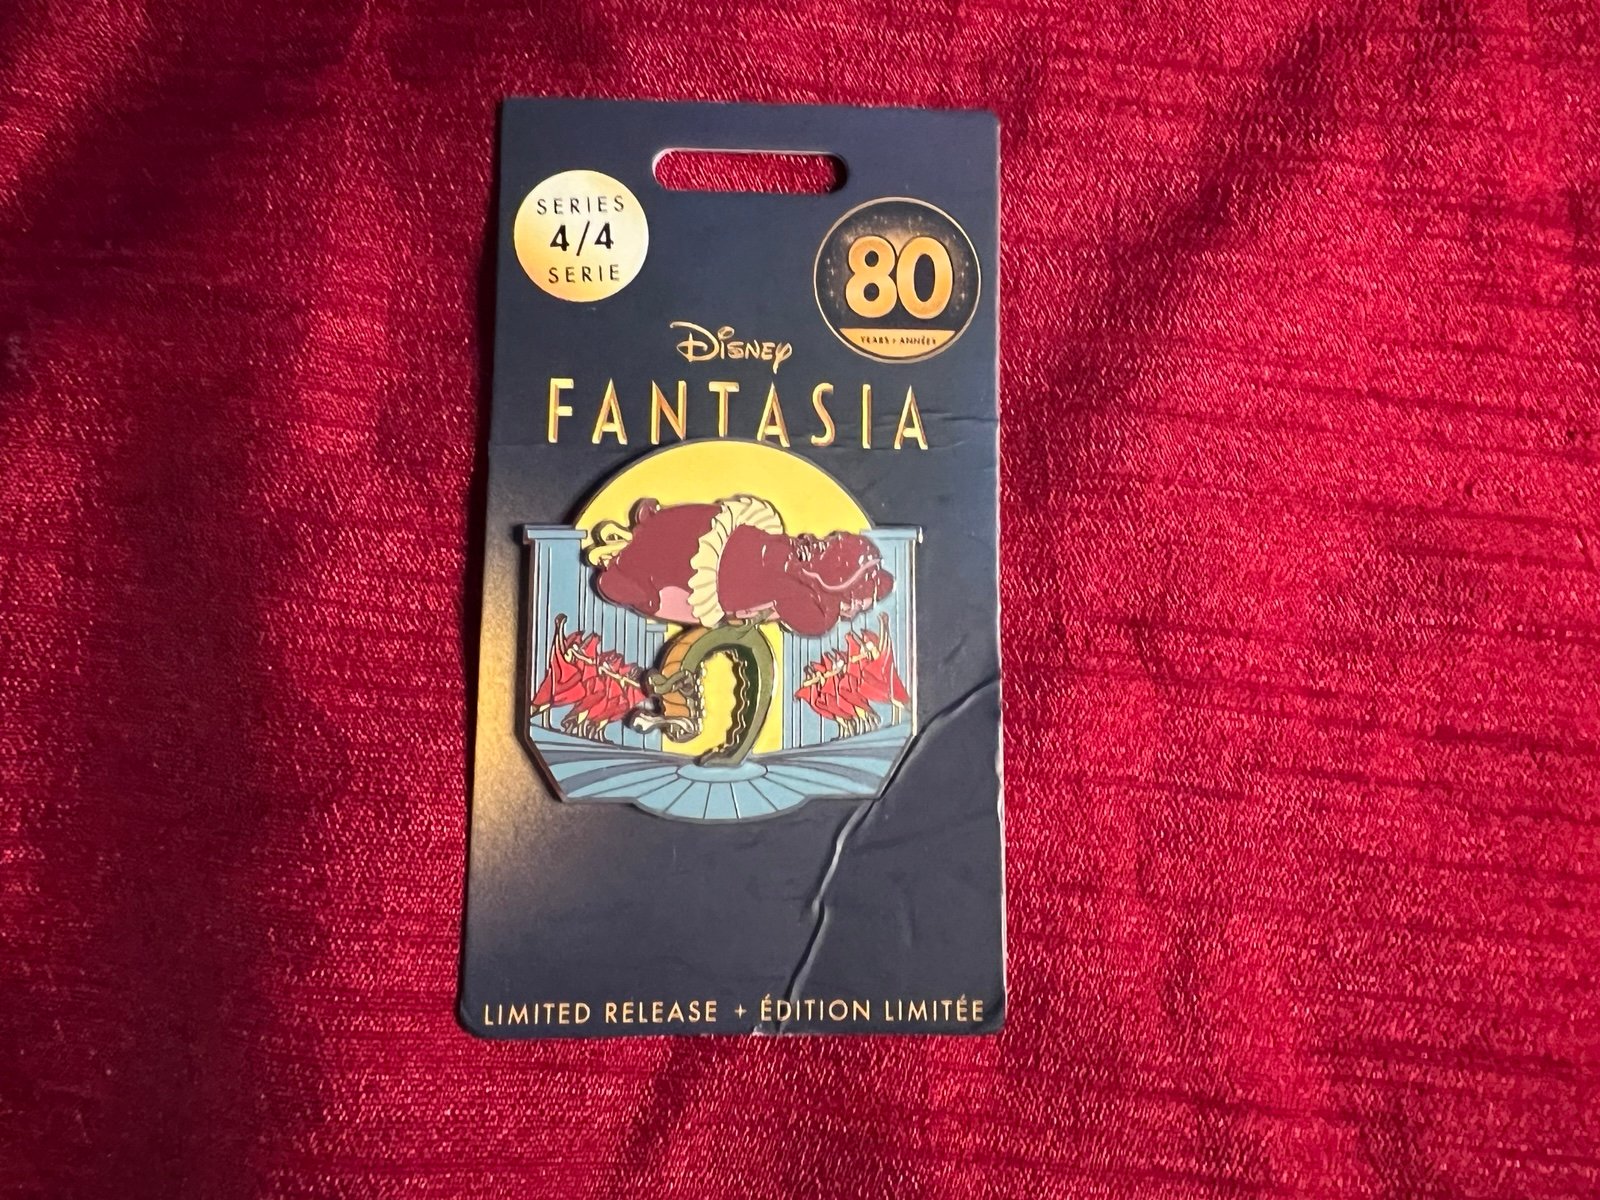 SERIES
4/4
SERIE
80
YEARS + ANNÉES
Disney
FANTASIA
LIMITED RELEASE + ÉDITION LIMITÉE